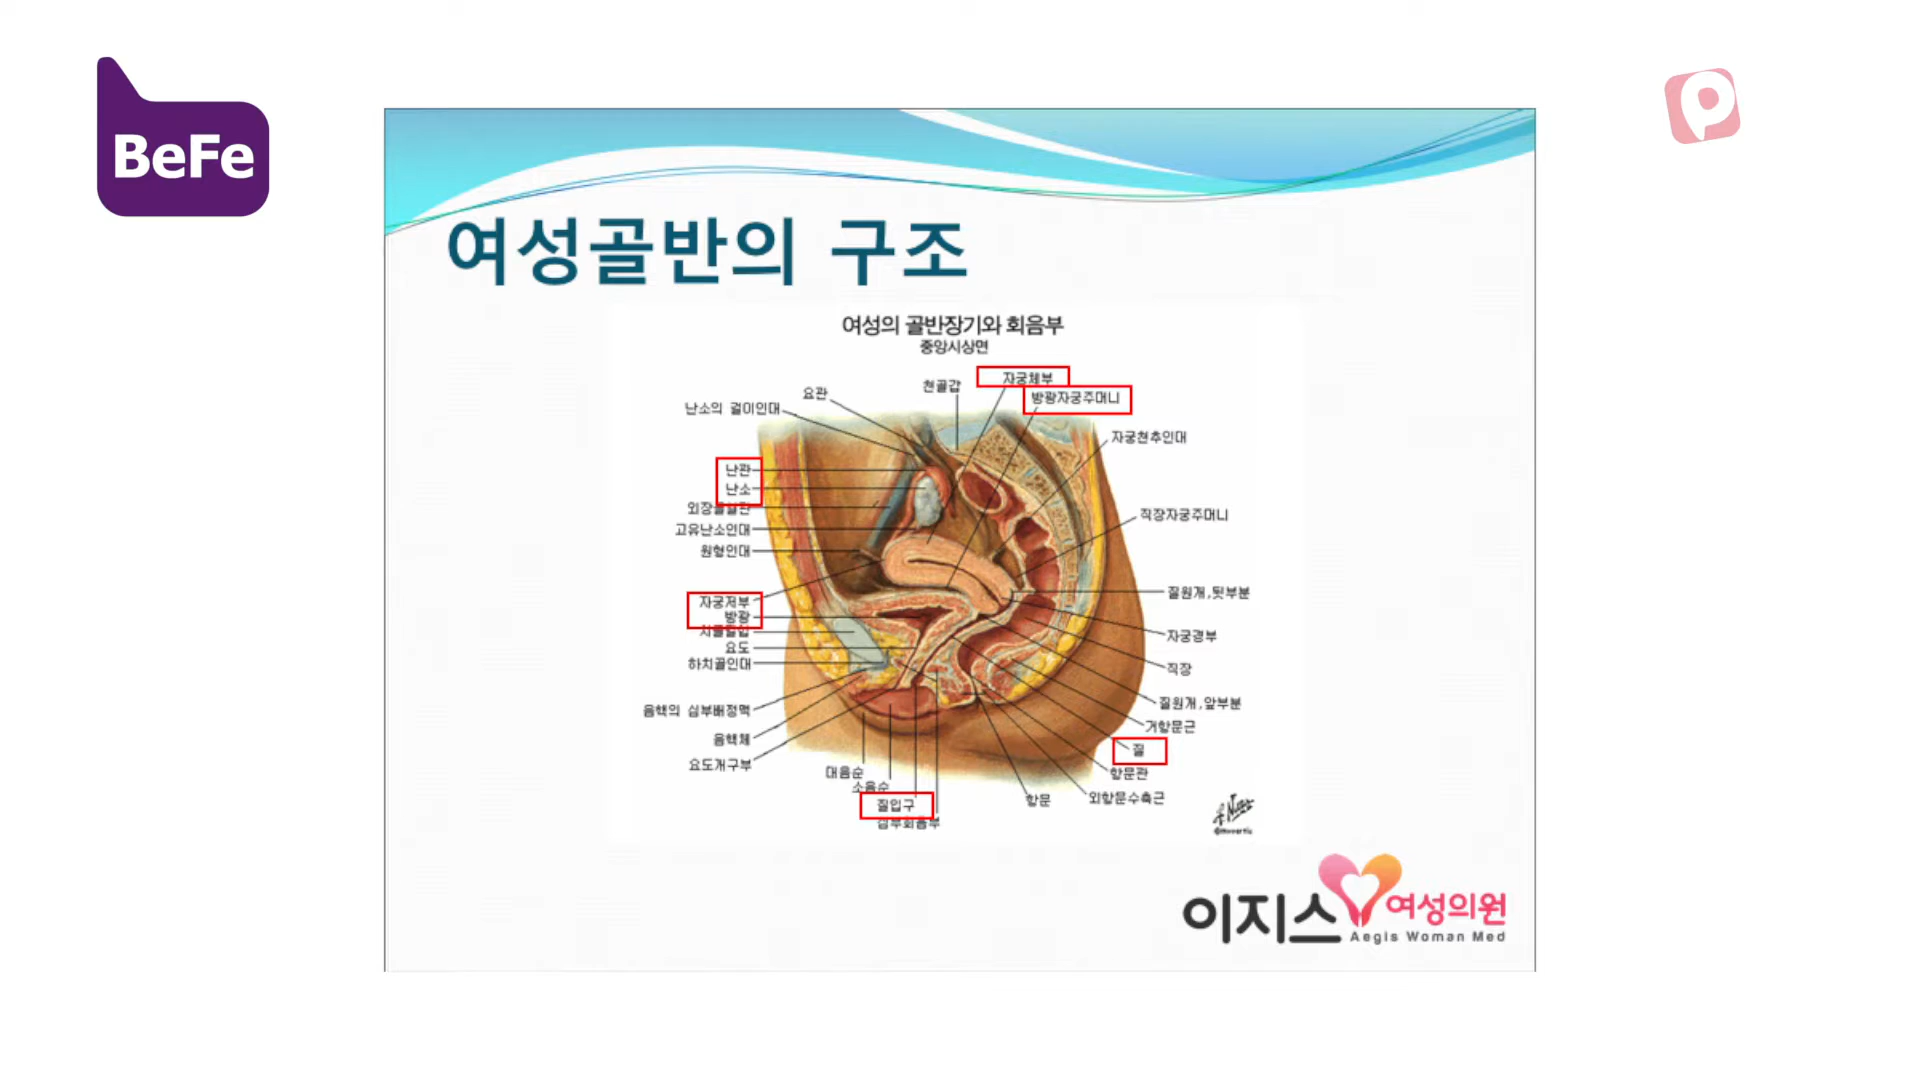 BeFe
여성골반의 구조
여성의 골반장기와 회음부
중앙시상면
자궁체부
방광자궁주머니
천골갑
요관
난소의 걸이인대
자궁천추인대
난관
난소
고유난소인대
원형인대
직장자궁주머니
자궁저부
방광
요도
하치골인대
질원개,뒷부분
자궁경부
직장
질원개,앞부분
거항문근
질
항문관
외항문수축근
항문
음핵의 심부배정맥
음핵체
요도개구부
대음순
소음순
질입구
심부회음부
이지스 여성의원
Aegis Woman Med